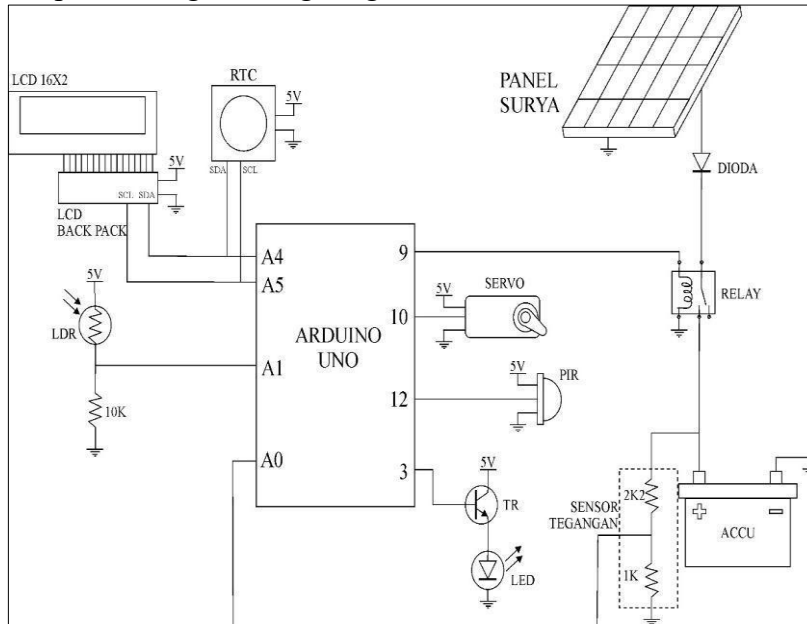 LCD 16X2
RTC
5V
SDA SCL
5V
SCL SDA
LCD
BACK PACK
PANEL
SURYA
DIODA
RELAY
A4
A5
A1
A0
ARDUINO
UNO
9
10
12
3
5V
LDR
10K
5V
SERVO
5V
PIR
5V
TR
LED
SENSOR
TEGANGAN
2K2
1K
+
-
ACCU